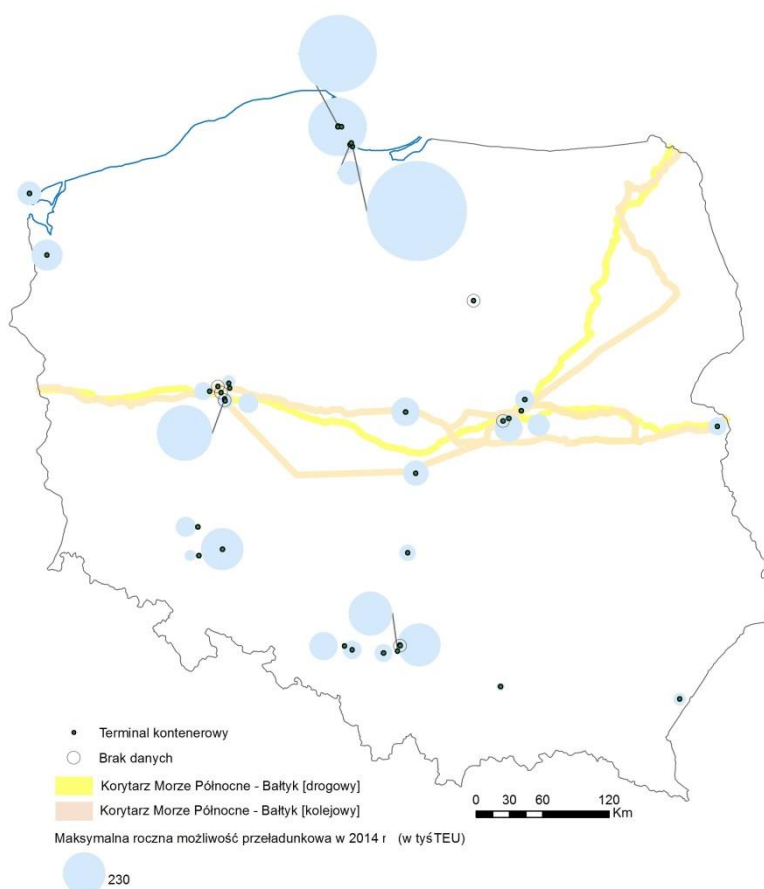 Terminal kontenerowy
Brak danych
Korytarz Morze Północne - Bałtyk [drogowy]
Korytarz Morze Północne - Bałtyk [kolejowy]
0 30 60 120
Km
Maksymalna roczna możliwość przeładunkowa w 2014 r (w tyśTEU)
230